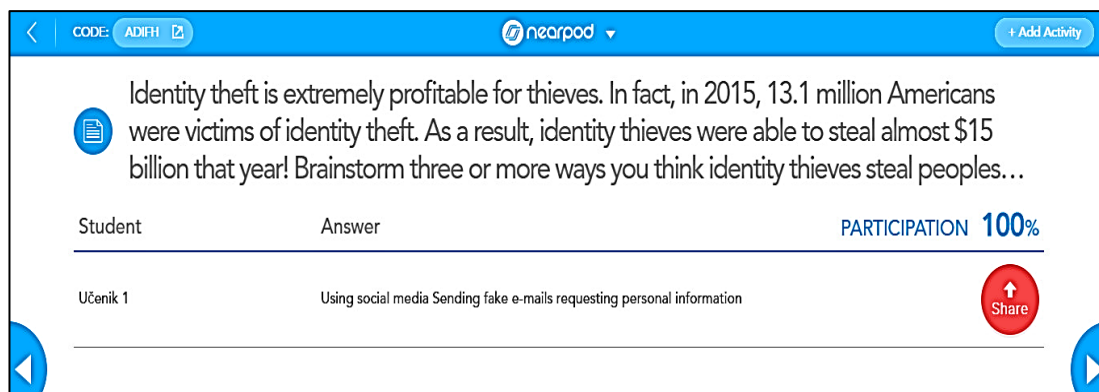 CODE: ADIFH nearpod + Add Activity
Identity theft is extremely profitable for thieves. In fact, in 2015, 13.1 million Americans
were victims of identity theft. As a result, identity thieves were able to steal almost $15
billion that year! Brainstorm three or more ways you think identity thieves steal peoples...
Student Answer PARTICIPATION 100%
Učenik 1 Using social media Sending fake e-mails requesting personal information
Share